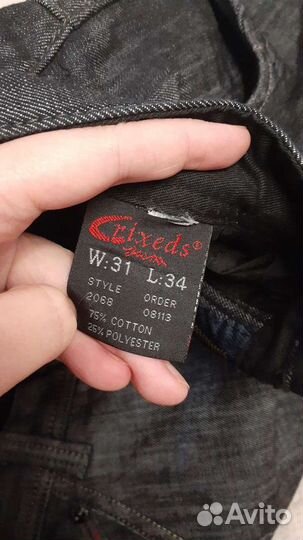 Crixeds®
W:31 L:34
STYLE ORDER
2068 08113
75% COTTON
25% POLYESTER
Avito